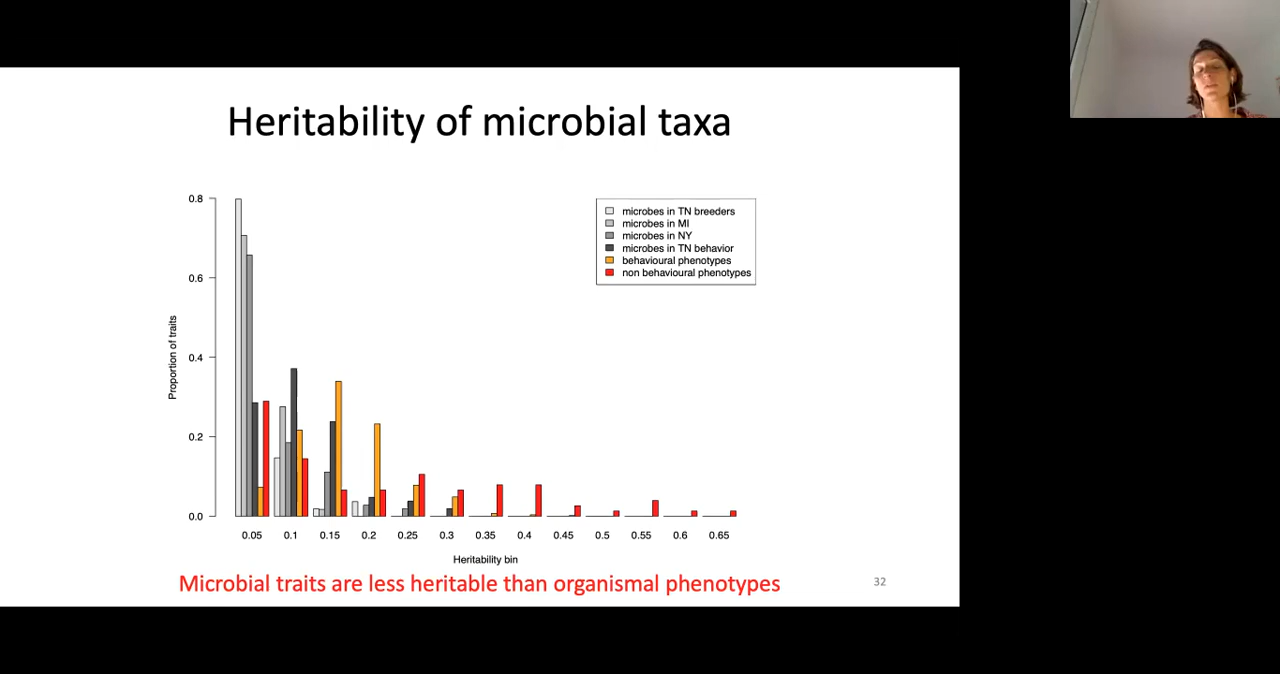 Heritability of microbial taxa
0.8
0.6
0.4
0.2
0.0
Proportion of traits
microbes in TN breeders
microbes in MI
microbes in NY
microbes in TN behavior
behavioural phenotypes
non behavioural phenotypes
0.05 0.1 0.15 0.2 0.25 0.3 0.35 0.4 0.45 0.5 0.55 0.6 0.65
Heritability bin
Microbial traits are less heritable than organismal phenotypes
32